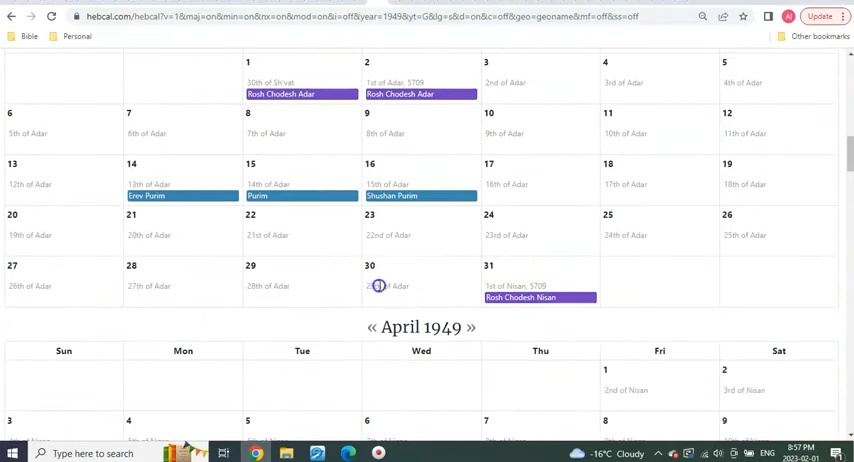 hebcal.com/hebcal?v=1&maj=on&min=on&nx=on&mod=on&i=off&year=1949&yt=G&lg=s&d=on&c=off&geo=geoname&mf=off&ss=off
AI
Update
Bible
Personal
Other bookmarks
1 2 3 4 5
30th of Sh'vat 1st of Adar, 5709 2nd of Adar 3rd of Adar 4th of Adar
Rosh Chodesh Adar Rosh Chodesh Adar
6 7 8 9 10 11 12
5th of Adar 6th of Adar 7th of Adar 8th of Adar 9th of Adar 10th of Adar 11th of Adar
13 14 15 16 17 18 19
12th of Adar 13th of Adar 14th of Adar 15th of Adar 16th of Adar 17th of Adar 18th of Adar
Erev Purim Purim Shushan Purim
20 21 22 23 24 25 26
19th of Adar 20th of Adar 21st of Adar 22nd of Adar 23rd of Adar 24th of Adar 25th of Adar
27 28 29 30 31
26th of Adar 27th of Adar 28th of Adar 29th of Adar 1st of Nisan, 5709
Rosh Chodesh Nisan
« April 1949 »
Sun Mon Tue Wed Thu Fri Sat
1 2
2nd of Nisan 3rd of Nisan
3 4 5 6 7 8 9
Type here to search
-16°C Cloudy
ENG
8:57 PM
2023-02-01